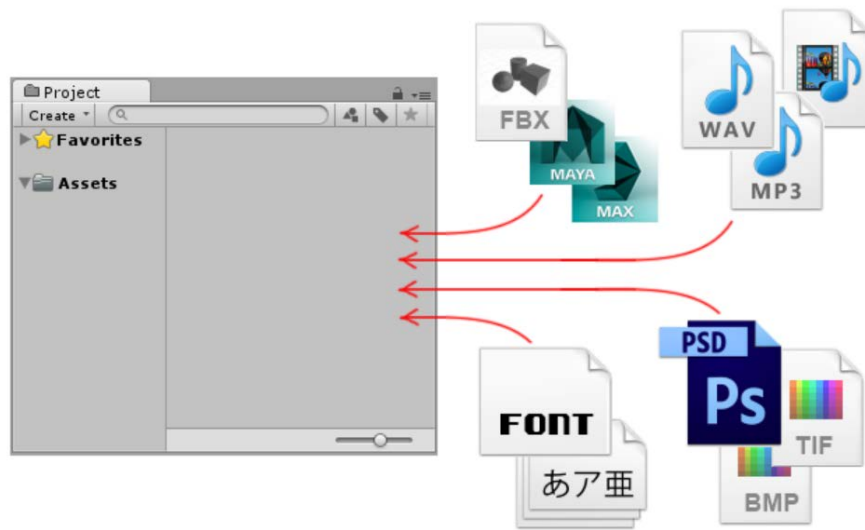 Project
Create
Favorites
Assets
FBX
MAYA
MAX
WAV
MP3
FONT
あア亜
PSD
Ps
TIF
BMP